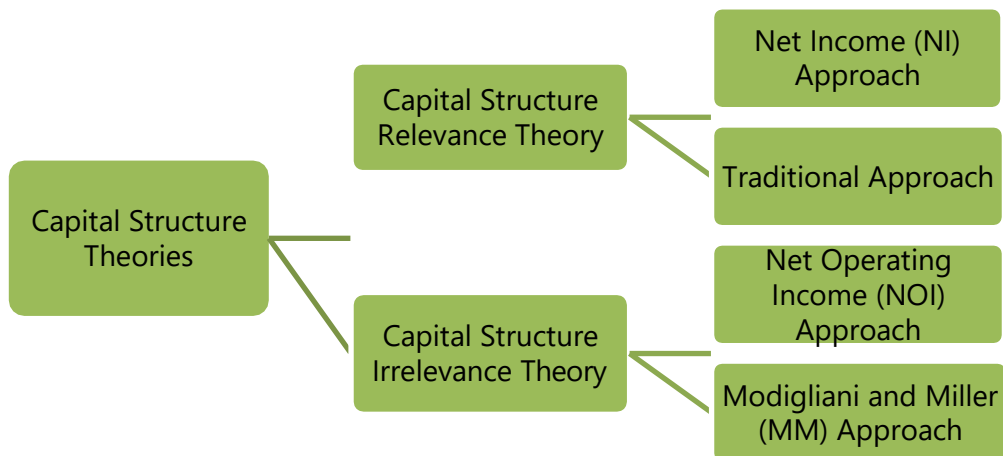 Capital Structure
Theories
Capital Structure
Relevance Theory
Net Income (NI)
Approach
Traditional Approach
Capital Structure
Irrelevance Theory
Net Operating
Income (NOI)
Approach
Modigliani and Miller
(MM) Approach